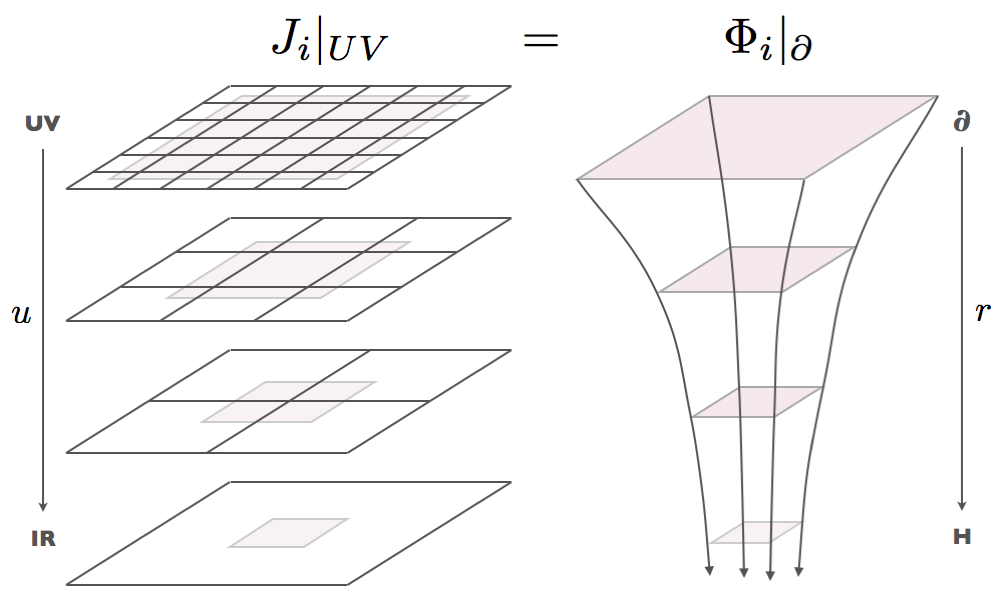 J_i|_{UV} = Φ_i|_∂
UV ∂
u r
IR H